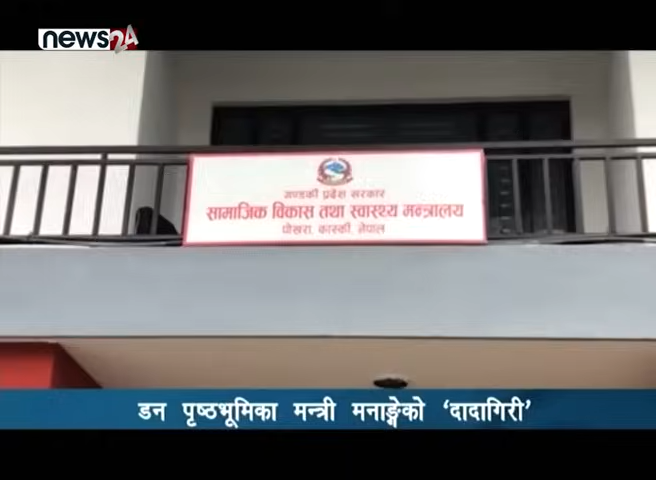 news24
गण्डकी प्रदेश सरकार
सामाजिक विकास तथा स्वास्थ्य मन्त्रालय
पोखरा, कास्की, नेपाल
डन पृष्ठभूमिका मन्त्री मनाङ्गेको ‘दादागिरी’